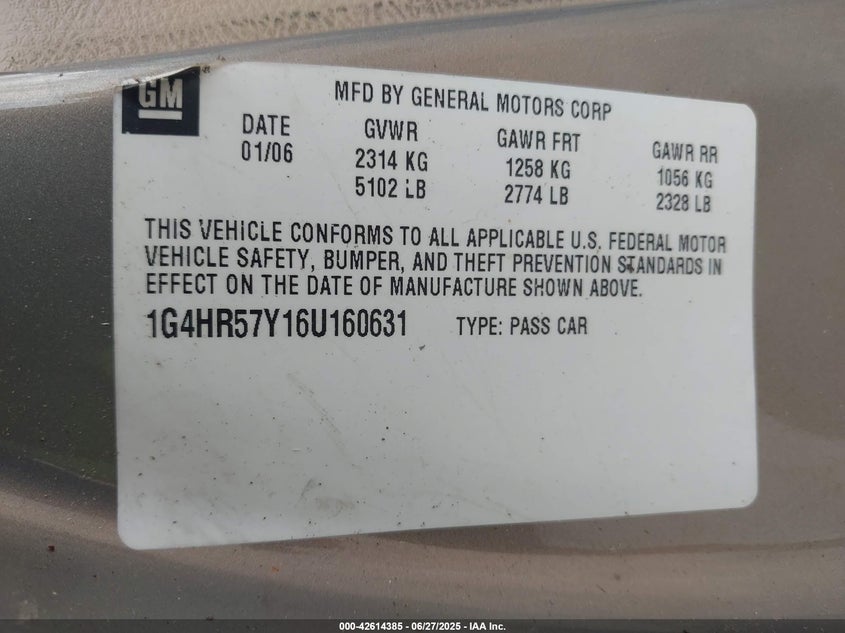 GM
MFD BY GENERAL MOTORS CORP
DATE GVWR GAWR FRT GAWR RR
01/06 2314 KG 1258 KG 1056 KG
5102 LB 2774 LB 2328 LB
THIS VEHICLE CONFORMS TO ALL APPLICABLE U.S. FEDERAL MOTOR
VEHICLE SAFETY, BUMPER, AND THEFT PREVENTION STANDARDS IN
EFFECT ON THE DATE OF MANUFACTURE SHOWN ABOVE.
1G4HR57Y16U160631 TYPE: PASS CAR
000-42614385 - 06/27/2025 - IAA Inc.